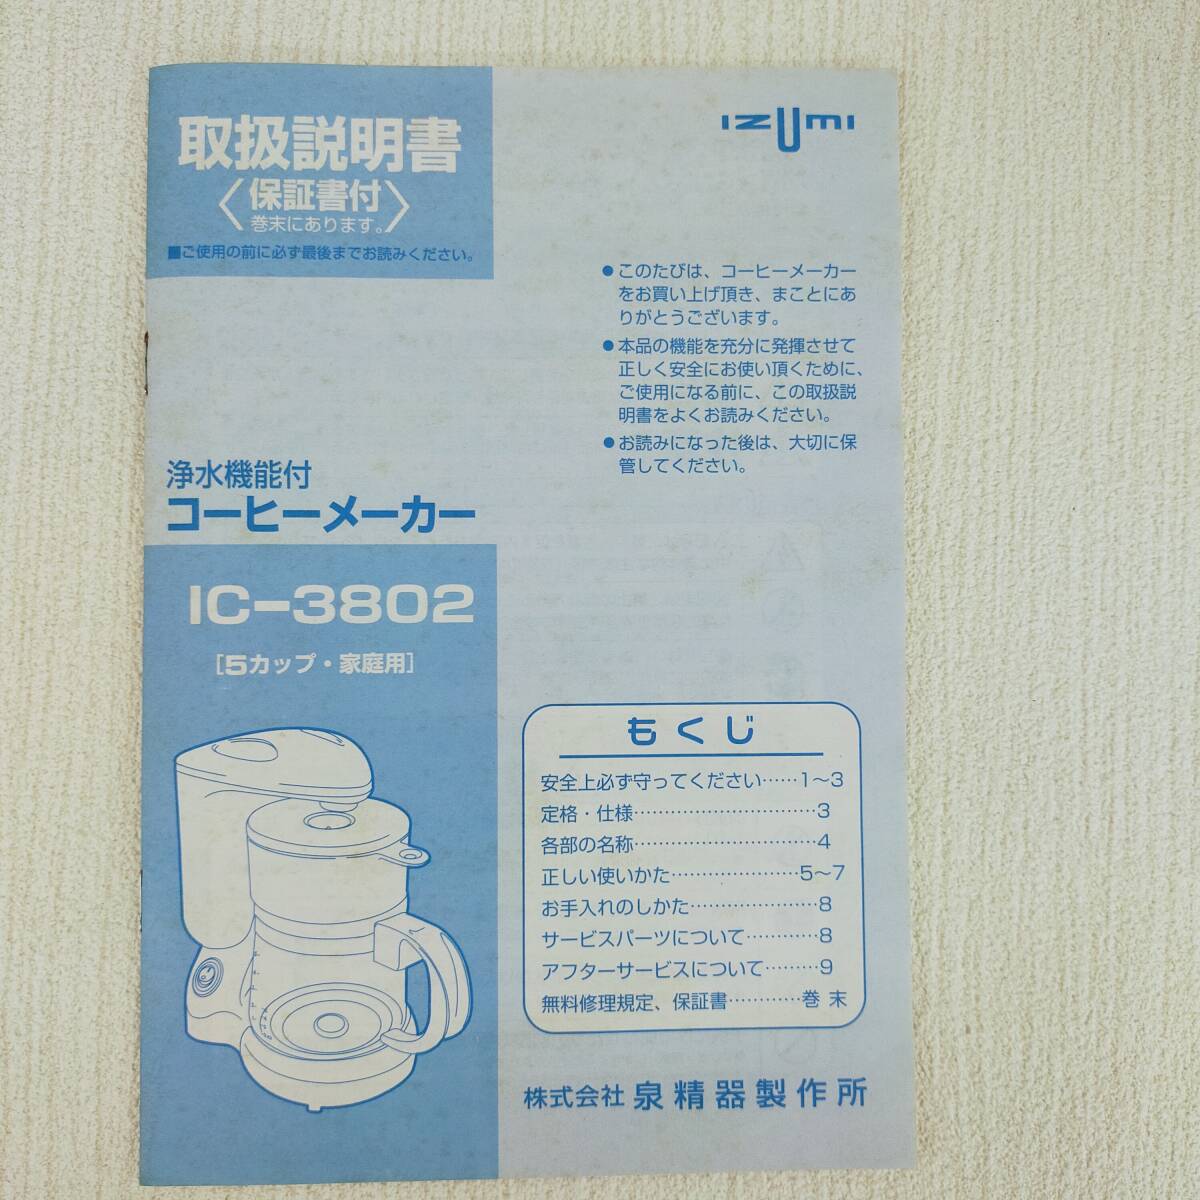 取扱説明書
〈保証書付〉
巻末にあります。
■ご使用の前に必ず最後までお読みください。
IZUMI
●このたびは、コーヒーメーカー
をお買い上げ頂き、まことにあ
りがとうございます。
●本品の機能を充分に発揮させて
正しく安全にお使い頂くために、
ご使用になる前に、この取扱説
明書をよくお読みください。
●お読みになった後は、大切に保
管してください。
浄水機能付
コーヒーメーカー
IC-3802
[5カップ・家庭用]
もくじ
安全上必ず守ってください……1〜3
定格・仕様…………………………3
各部の名称…………………………4
正しい使いかた…………………5〜7
お手入れのしかた…………………8
サービスパーツについて…………8
アフターサービスについて………9
無料修理規定、保証書…………巻末
株式会社 泉精器製作所